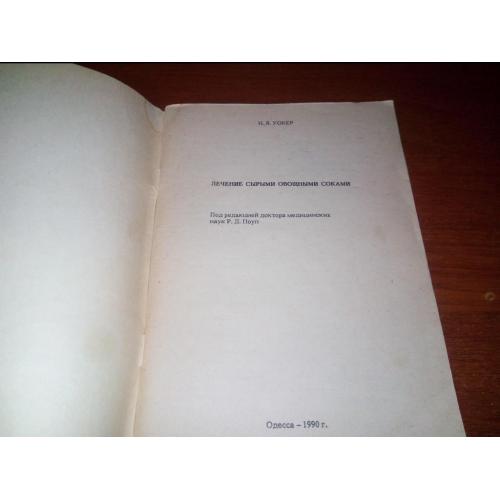 Н. В. УОКЕР
ЛЕЧЕНИЕ СЫРЫМИ ОВОЩНЫМИ СОКАМИ
Под редакцией доктора медицинских
наук Р. Д. Поуп
Одесса – 1990 г.